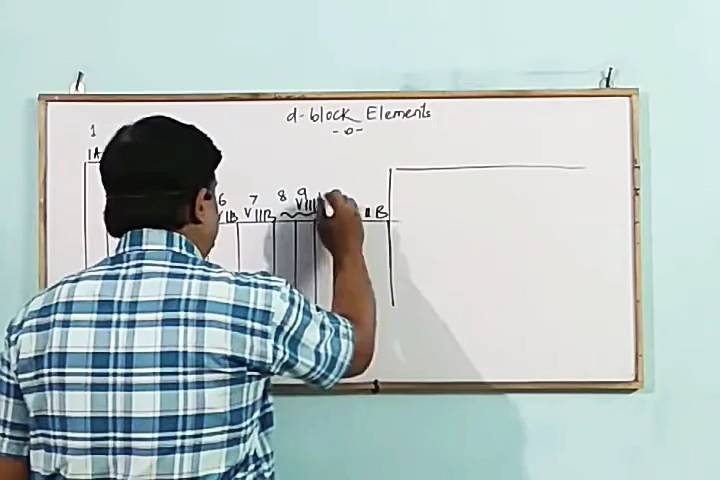 d-block Elements
-o-
1
IA
6 7 8 9
VIB VIIB VIII IIB